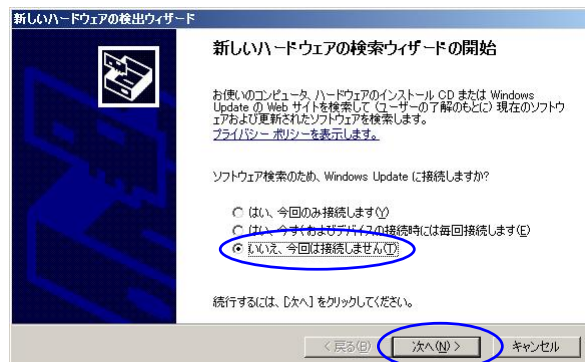 新しいハードウェアの検出ウィザード
新しいハードウェアの検索ウィザードの開始
お使いのコンピュータ、ハードウェアのインストール CD または Windows
Update の Web サイトを検索して (ユーザーの了解のもとに) 現在のソフトウ
ェアおよび更新されたソフトウェアを検索します。
プライバシー ポリシーを表示します。
ソフトウェア検索のため、Windows Update に接続しますか?
はい、今回のみ接続します(Y)
はい、今すぐおよびデバイスの接続時には毎回接続します(E)
いいえ、今回は接続しません(T)
続行するには、[次へ] をクリックしてください。
< 戻る(B)
次へ(N) >
キャンセル